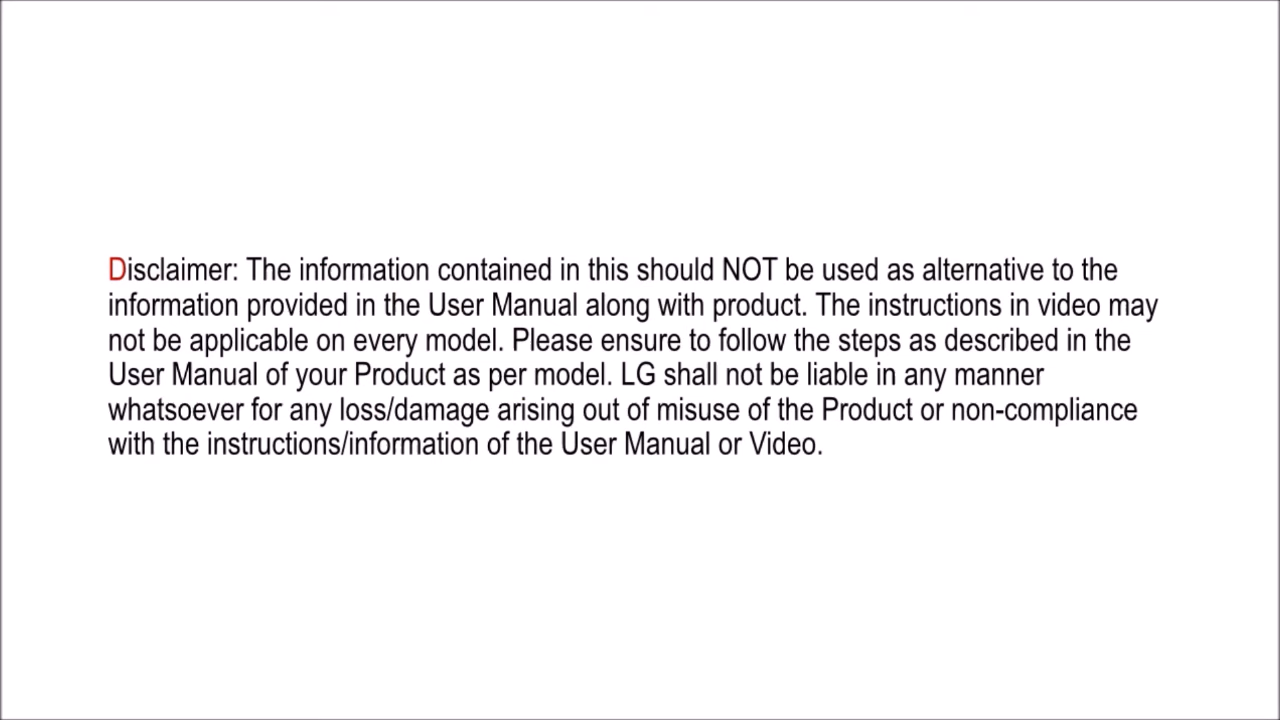 Disclaimer: The information contained in this should NOT be used as alternative to the
information provided in the User Manual along with product. The instructions in video may
not be applicable on every model. Please ensure to follow the steps as described in the
User Manual of your Product as per model. LG shall not be liable in any manner
whatsoever for any loss/damage arising out of misuse of the Product or non-compliance
with the instructions/information of the User Manual or Video.